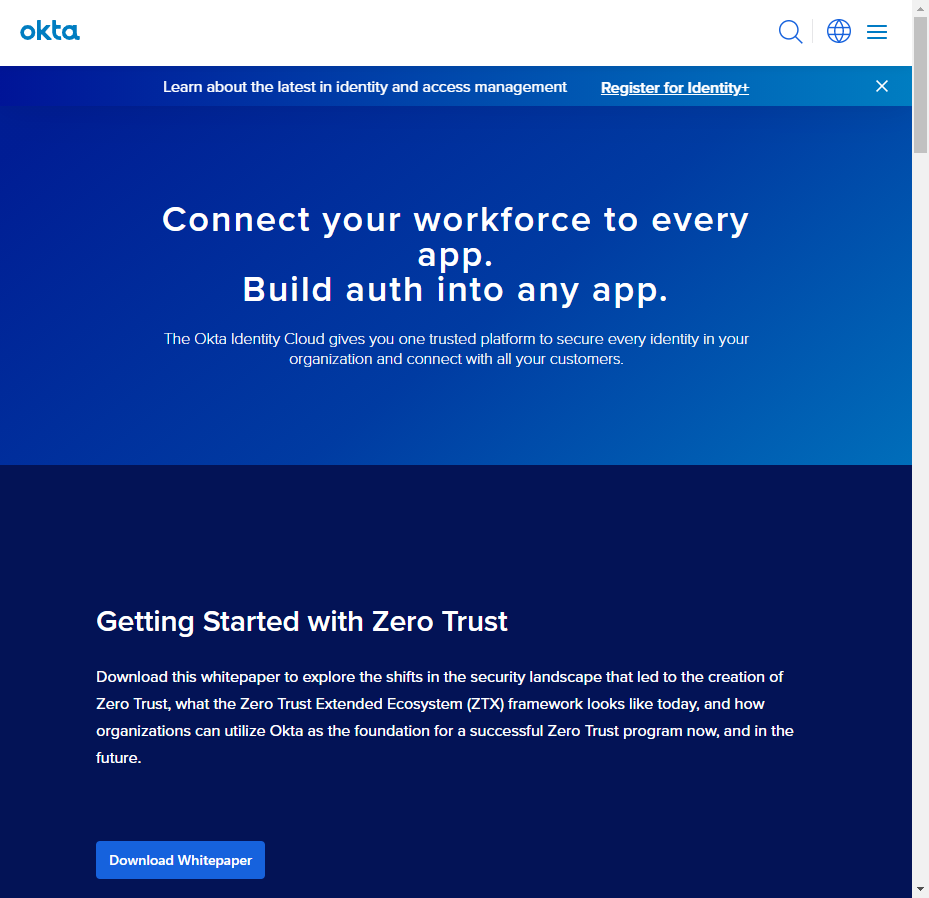 okta
Learn about the latest in identity and access management Register for Identity+
Connect your workforce to every
app.
Build auth into any app.
The Okta Identity Cloud gives you one trusted platform to secure every identity in your
organization and connect with all your customers.
Getting Started with Zero Trust
Download this whitepaper to explore the shifts in the security landscape that led to the creation of
Zero Trust, what the Zero Trust Extended Ecosystem (ZTX) framework looks like today, and how
organizations can utilize Okta as the foundation for a successful Zero Trust program now, and in the
future.
Download Whitepaper